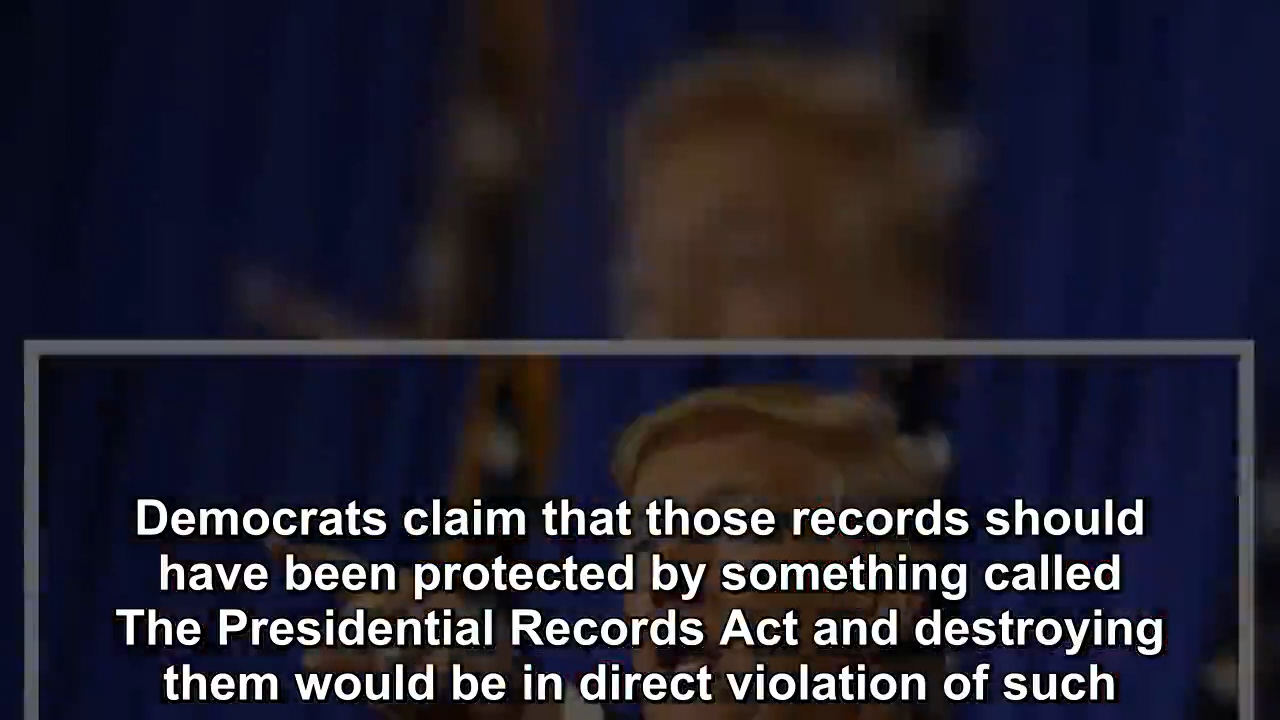 Democrats claim that those records should
have been protected by something called
The Presidential Records Act and destroying
them would be in direct violation of such